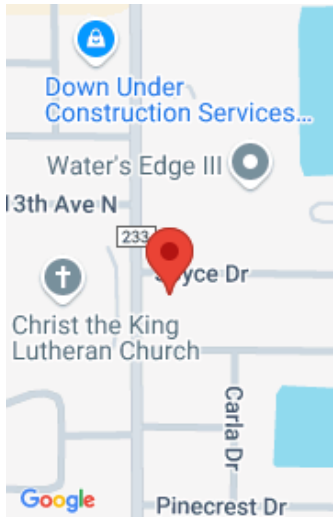 Down Under
Construction Services...
Water's Edge III
13th Ave N
233
Christ the King
Lutheran Church
Carla Dr
Google
Pinecrest Dr